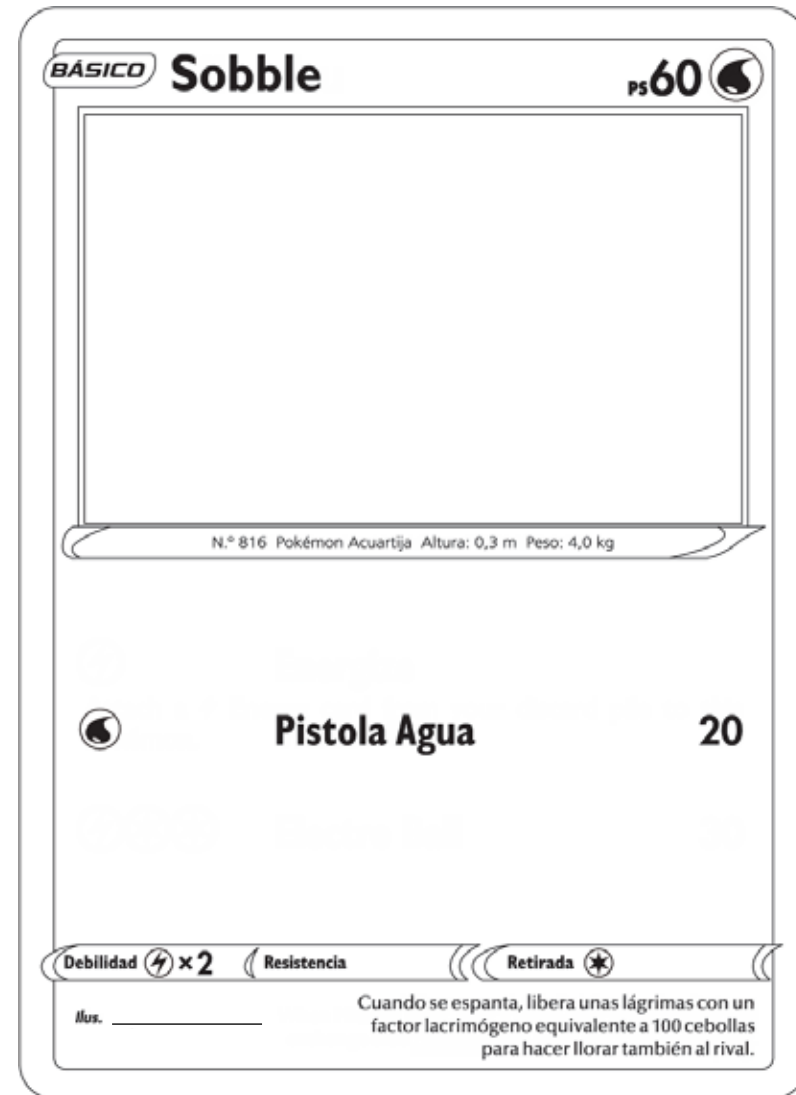 BÁSICO Sobble PS60
N.º 816 Pokémon Acuartija Altura: 0,3 m Peso: 4,0 kg
Pistola Agua 20
Debilidad ×2 Resistencia Retirada
Ilus.
Cuando se espanta, libera unas lágrimas con un
factor lacrimógeno equivalente a 100 cebollas
para hacer llorar también al rival.